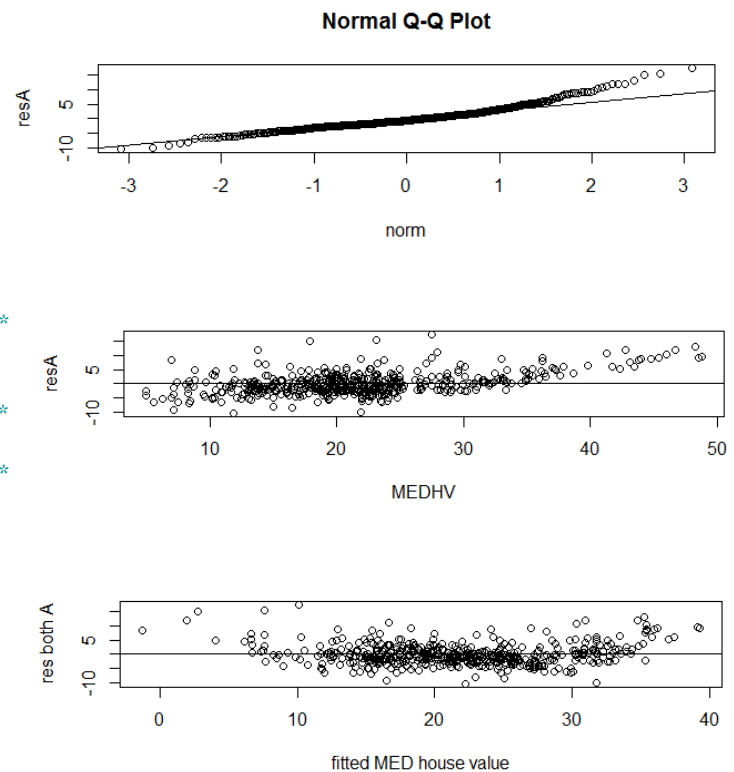 Normal Q-Q Plot
resA
5
-10
-3 -2 -1 0 1 2 3
norm
*
resA
5
-10
*
10 20 30 40 50
*
MEDHV
res both A
5
-10
0 10 20 30 40
fitted MED house value